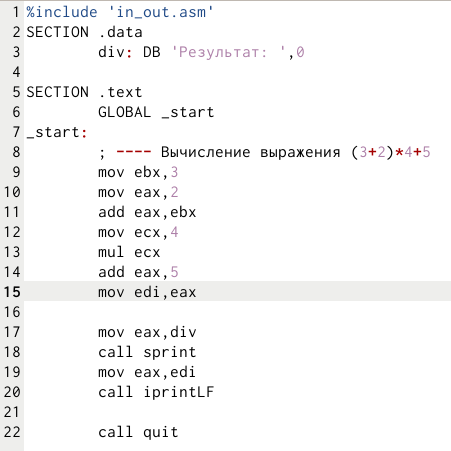 1 %include 'in_out.asm'
2 SECTION .data
3 div: DB 'Результат: ',0
4
5 SECTION .text
6 GLOBAL _start
7 _start:
8 ; ---- Вычисление выражения (3+2)*4+5
9 mov ebx,3
10 mov eax,2
11 add eax,ebx
12 mov ecx,4
13 mul ecx
14 add eax,5
15 mov edi,eax
16
17 mov eax,div
18 call sprint
19 mov eax,edi
20 call iprintLF
21
22 call quit